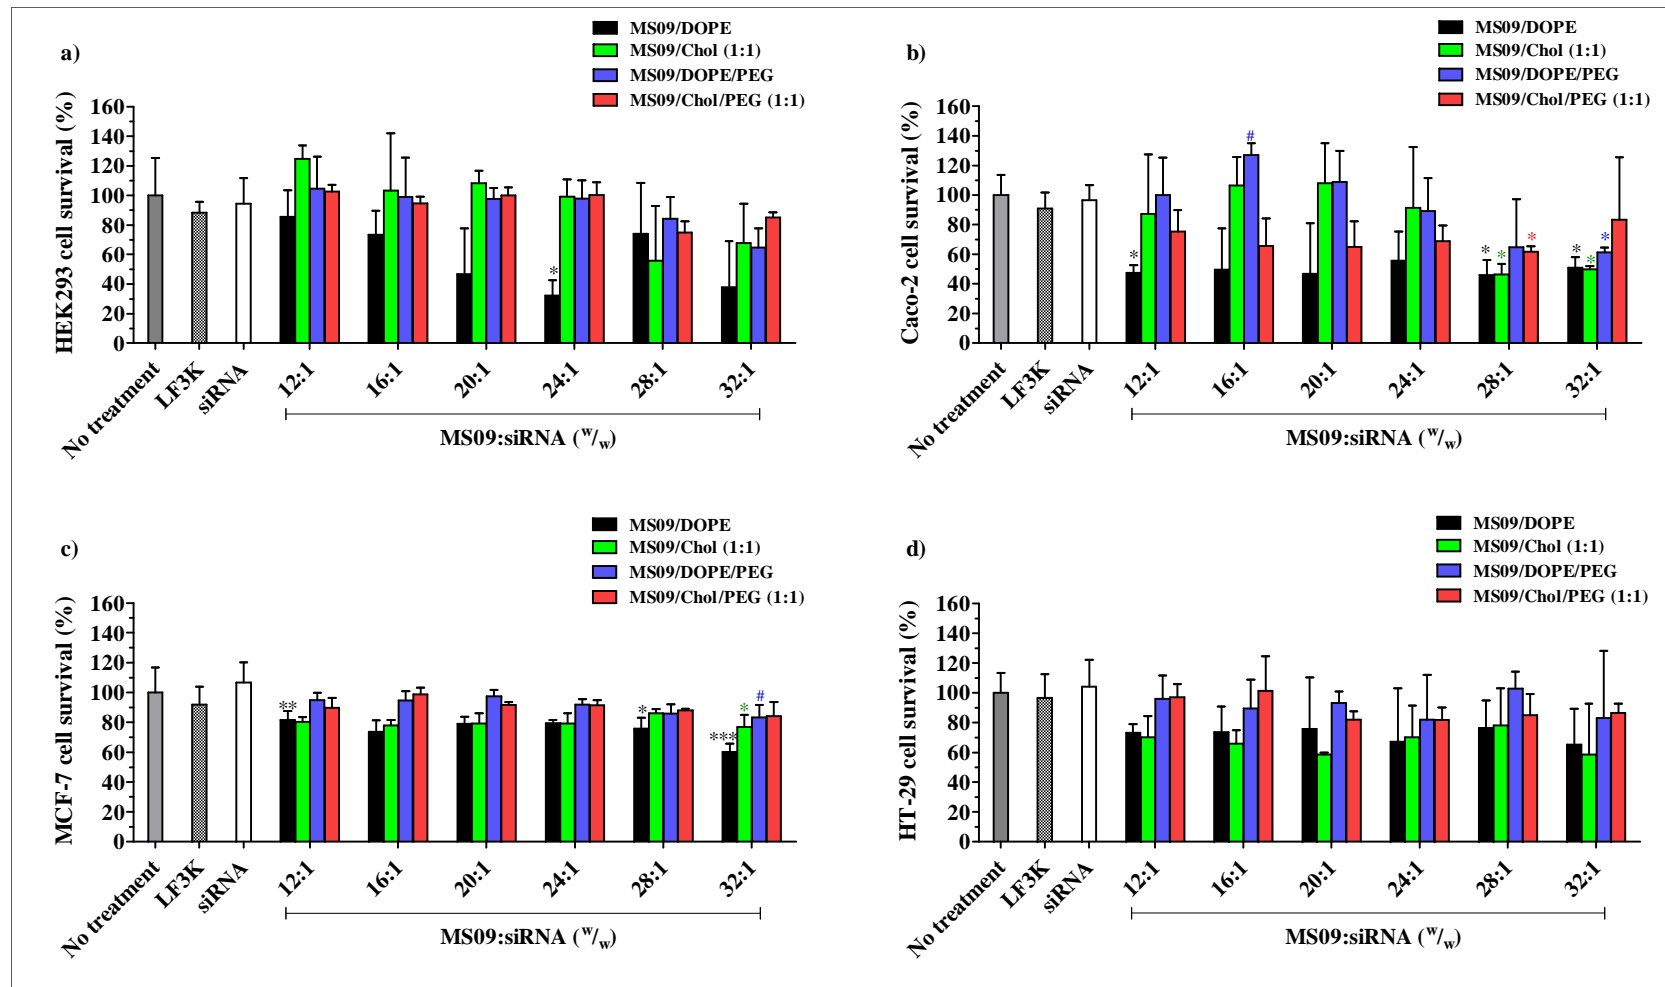 a)
MS09/DOPE
MS09/Chol (1:1)
MS09/DOPE/PEG
MS09/Chol/PEG (1:1)
HEK293 cell survival (%)
160
140
120
100
80
60
40
20
0
*
No treatment
LF3K
siRNA
12:1
16:1
20:1
24:1
28:1
32:1
MS09:siRNA (w/w)
b)
MS09/DOPE
MS09/Chol (1:1)
MS09/DOPE/PEG
MS09/Chol/PEG (1:1)
Caco-2 cell survival (%)
160
140
120
100
80
60
40
20
0
* # * * * * * *
No treatment
LF3K
siRNA
12:1
16:1
20:1
24:1
28:1
32:1
MS09:siRNA (w/w)
c)
MS09/DOPE
MS09/Chol (1:1)
MS09/DOPE/PEG
MS09/Chol/PEG (1:1)
MCF-7 cell survival (%)
160
140
120
100
80
60
40
20
0
** * *** * #
No treatment
LF3K
siRNA
12:1
16:1
20:1
24:1
28:1
32:1
MS09:siRNA (w/w)
d)
MS09/DOPE
MS09/Chol (1:1)
MS09/DOPE/PEG
MS09/Chol/PEG (1:1)
HT-29 cell survival (%)
160
140
120
100
80
60
40
20
0
No treatment
LF3K
siRNA
12:1
16:1
20:1
24:1
28:1
32:1
MS09:siRNA (w/w)